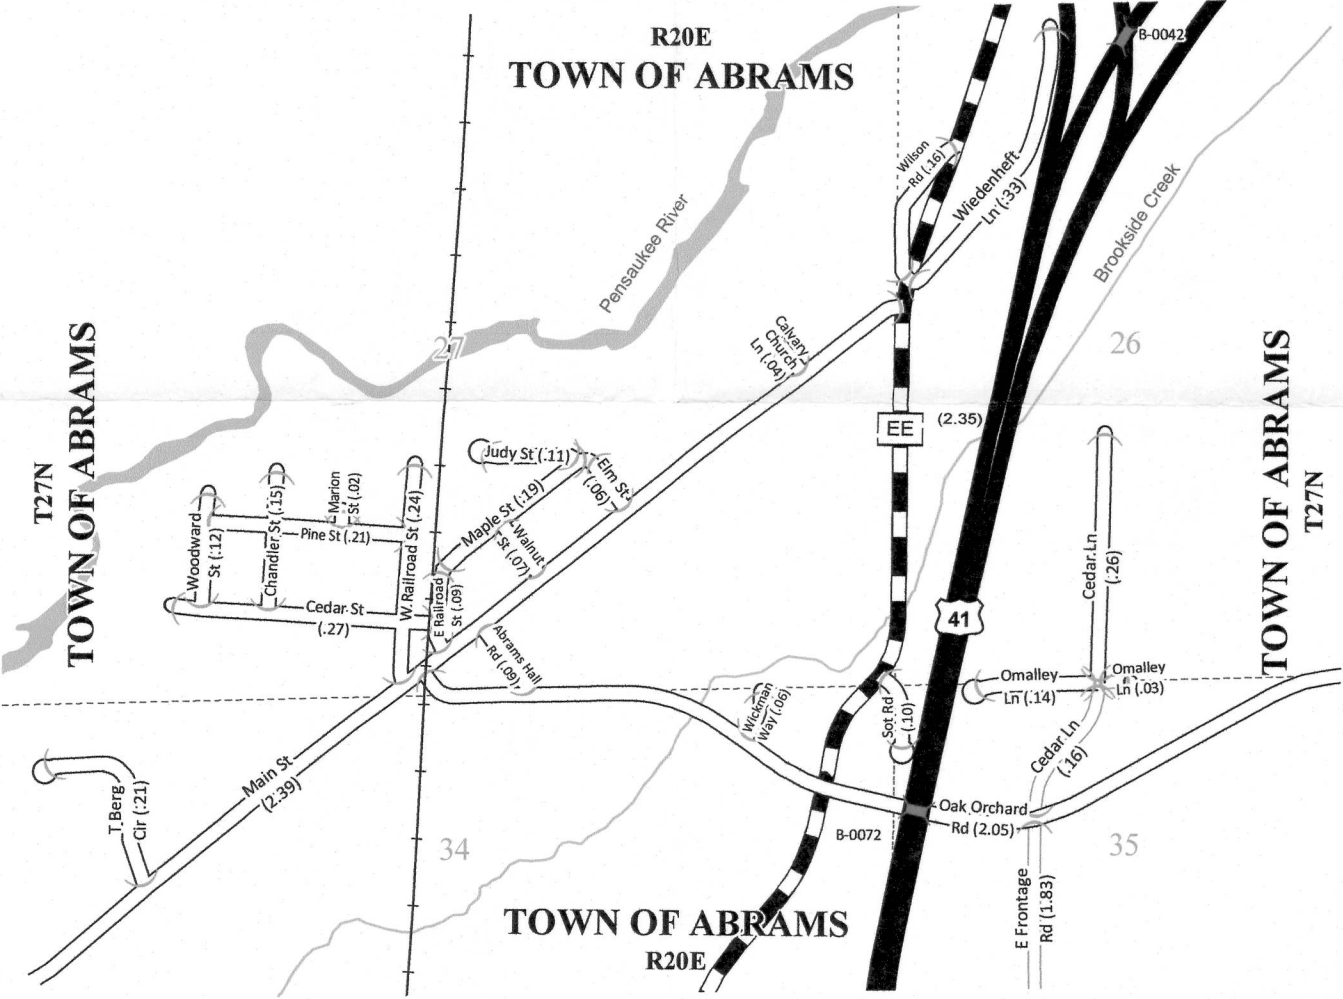 R20E
TOWN OF ABRAMS
B-0042
Wilson
Rd (.16)
Wiedenheft
Ln (.33)
Brookside Creek
Pensaukee River
27
26
Calvary
Church
Ln (.04)
TOWN OF ABRAMS
T27N
TOWN OF ABRAMS
T27N
EE
(2.35)
Judy St (.11)
Elm St
(.06)
Maple St (.19)
Walnut
St (.07)
Marion
St (.02)
Chandler St (.15)
Woodward
St (.12)
Pine St (.21)
W. Railroad St (.24)
E Railroad
St (.09)
Cedar St
(.27)
Abrams Hall
Rd (.09)
41
Cedar Ln
(.26)
Omalley
Ln (.14)
Omalley
Ln (.03)
Wickman
Way (.06)
Sot Rd
(.10)
Cedar Ln
(.16)
Main St
(2.39)
T Berg
Cir (.21)
Oak Orchard
Rd (2.05)
B-0072
34
35
E Frontage
Rd (1.83)
TOWN OF ABRAMS
R20E